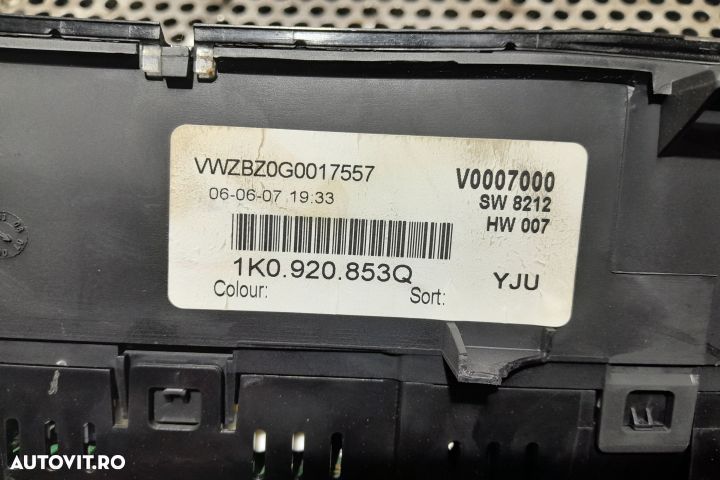 VWZBZ0G0017557
V0007000
06-06-07 19:33
SW 8212
HW 007
1K0.920.853Q
YJU
Colour:
Sort:
AUTOVIT.RO